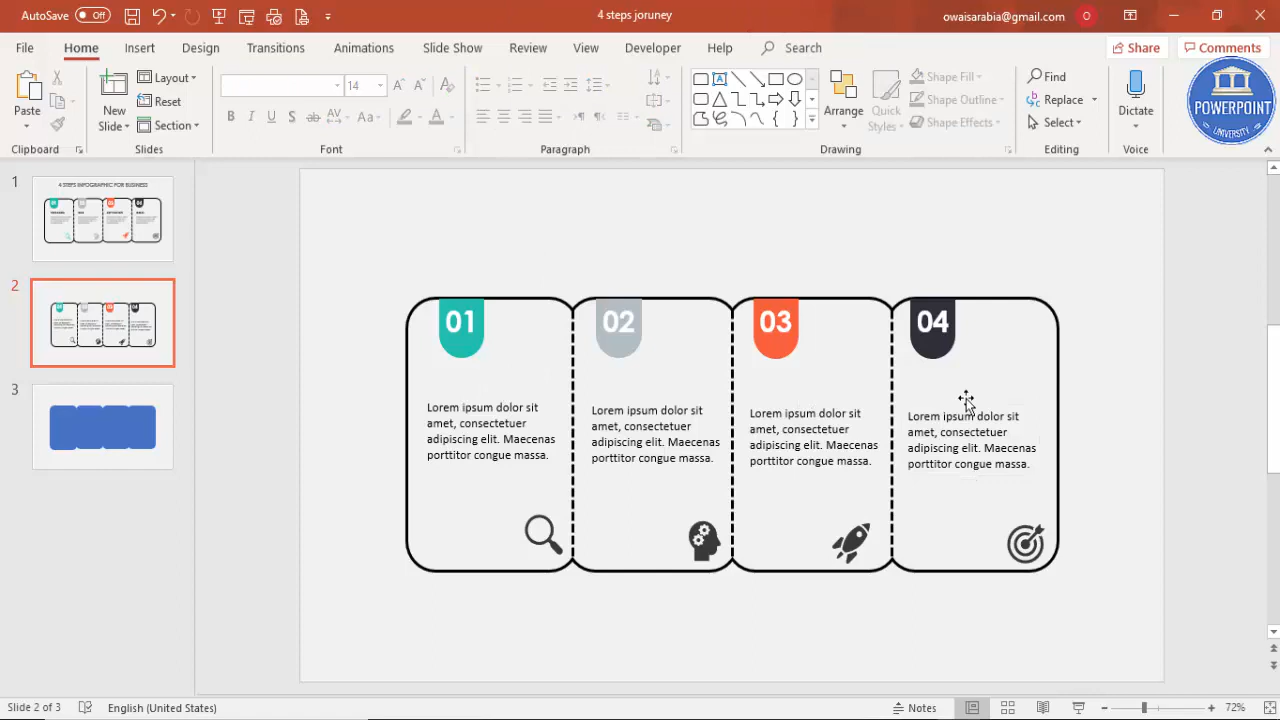 AutoSave Off
4 steps joruney
owaisarabia@gmail.com O
File Home Insert Design Transitions Animations Slide Show Review View Developer Help Search Share Comments
Paste
New
Slide
Layout
Reset
Section
14
B I U S ab AV Aa A
Arrange
Quick
Styles
Shape Fill
Shape Outline
Shape Effects
Find
Replace
Select
Dictate
Clipboard Slides Font Paragraph Drawing Editing Voice
POWERPOINT
UNIVERSITY
1
4 STEPS INFOGRAPHIC FOR BUSINESS
2
3
01
Lorem ipsum dolor sit
amet, consectetuer
adipiscing elit. Maecenas
porttitor congue massa.
02
Lorem ipsum dolor sit
amet, consectetuer
adipiscing elit. Maecenas
porttitor congue massa.
03
Lorem ipsum dolor sit
amet, consectetuer
adipiscing elit. Maecenas
porttitor congue massa.
04
Lorem ipsum dolor sit
amet, consectetuer
adipiscing elit. Maecenas
porttitor congue massa.
Slide 2 of 3 English (United States) Notes 72%